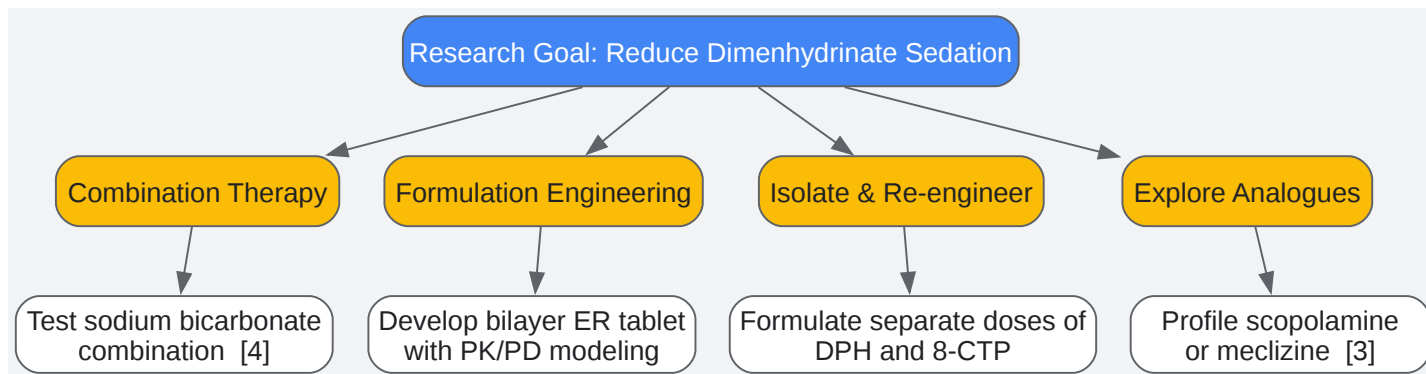 Research Goal: Reduce Dimenhydrinate Sedation
Combination Therapy
Formulation Engineering
Isolate & Re-engineer
Explore Analogues
Test sodium bicarbonate
combination [4]
Develop bilayer ER tablet
with PK/PD modeling
Formulate separate doses of
DPH and 8-CTP
Profile scopolamine
or meclizine [3]